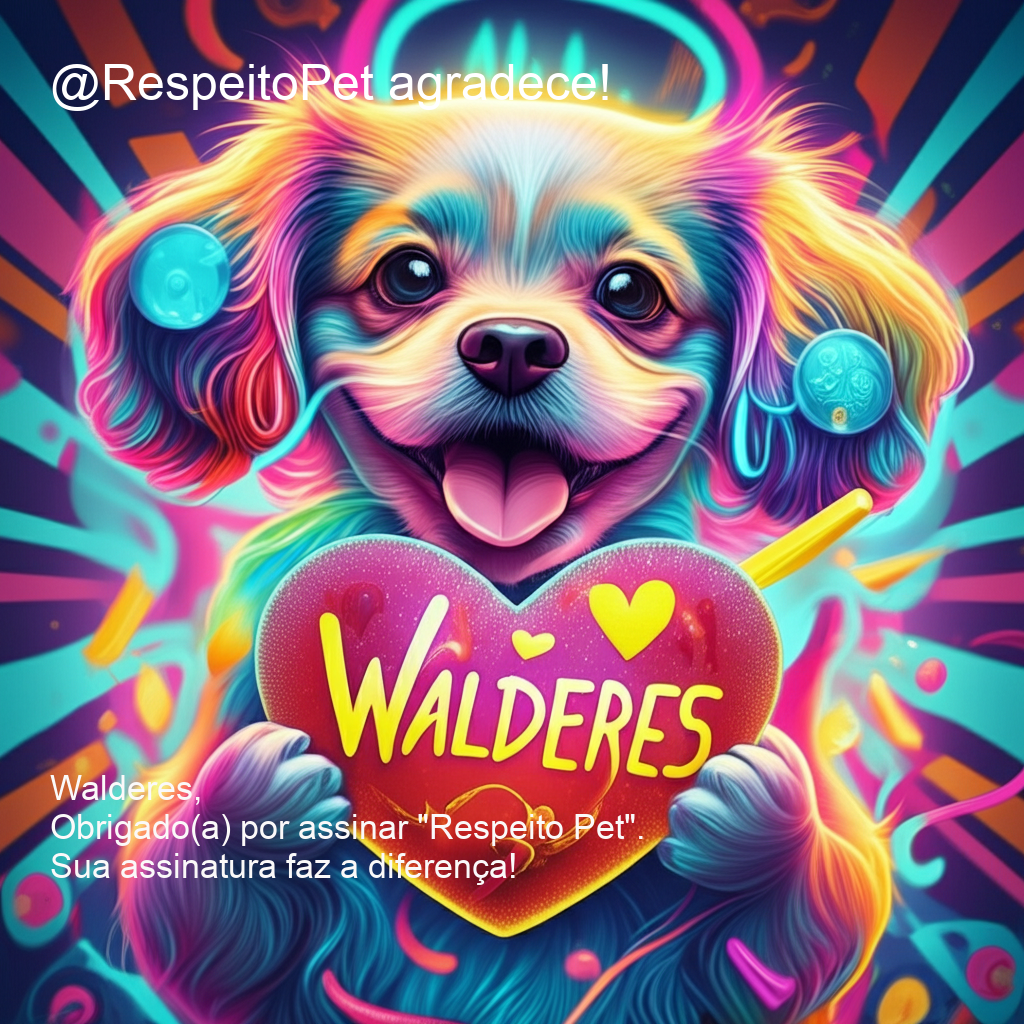 @RespeitoPet agradece!
WALDERES
Walderes,
Obrigado(a) por assinar "Respeito Pet".
Sua assinatura faz a diferença!